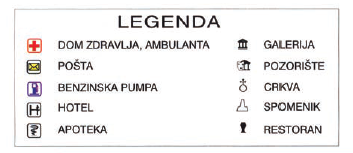 LEGENDA
DOM ZDRAVLJA, AMBULANTA
POŠTA
BENZINSKA PUMPA
HOTEL
APOTEKA
GALERIJA
POZORIŠTE
CRKVA
SPOMENIK
RESTORAN